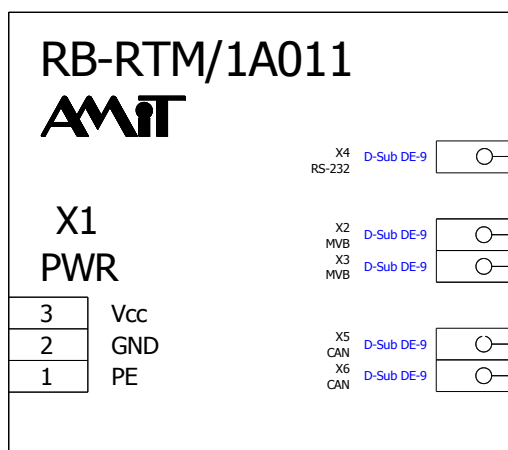 RB-RTM/1A011
AMiT
X4 D-Sub DE-9
RS-232
X1
PWR
X2 D-Sub DE-9
MVB
X3 D-Sub DE-9
MVB
3 Vcc
2 GND
1 PE
X5 D-Sub DE-9
CAN
X6 D-Sub DE-9
CAN